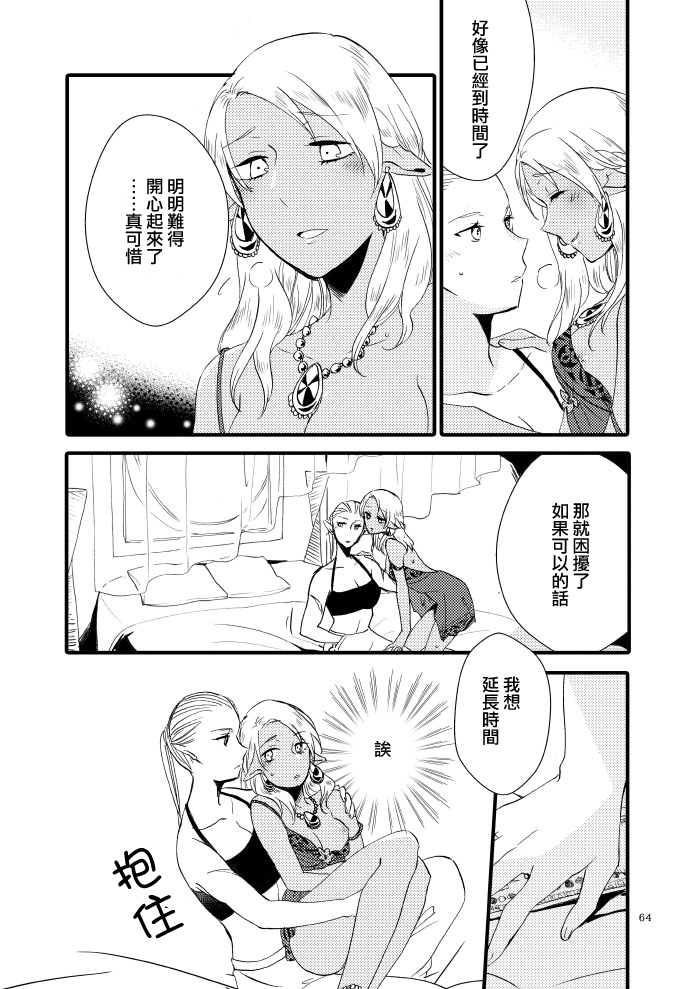 好像已經到時間了
明明難得
開心起來了
……真可惜
那就困擾了
如果可以的話
我想
延長時間
誒
抱住
64